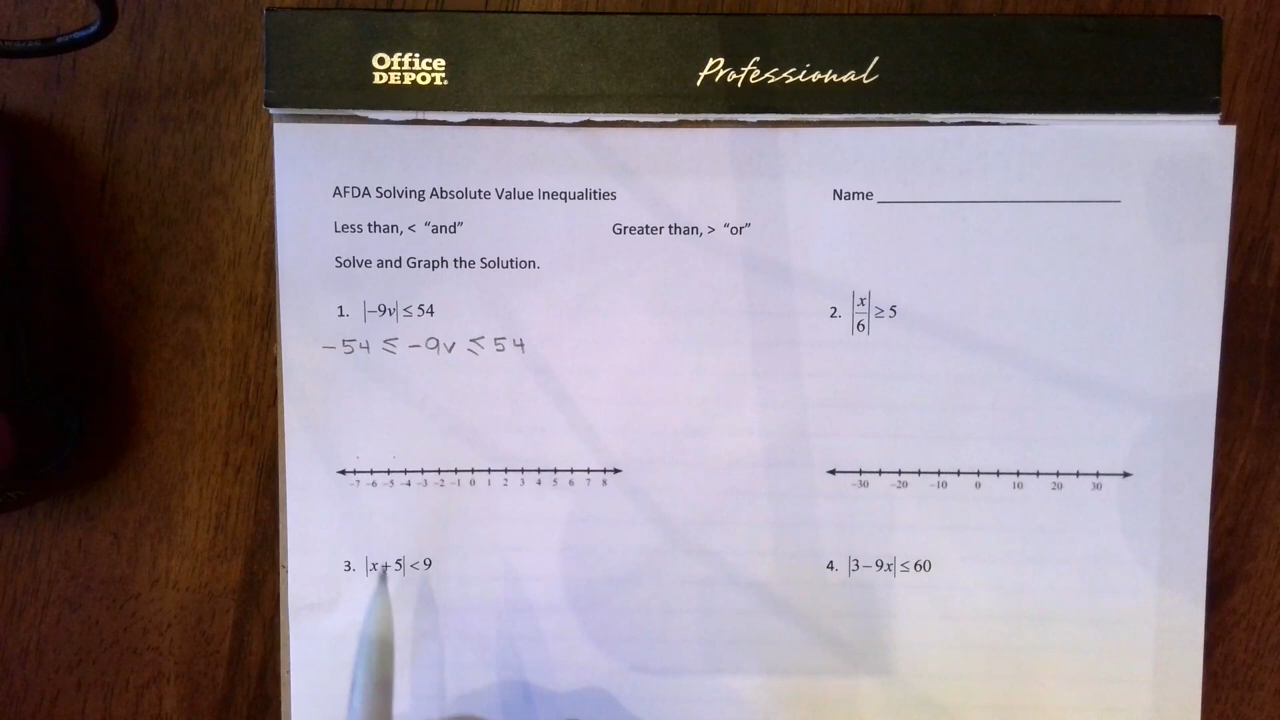 Office
DEPOT.
Professional
AFDA Solving Absolute Value Inequalities
Name
Less than, < “and”
Greater than, > “or”
Solve and Graph the Solution.
1. |−9v| ≤ 54
2. |x/6| ≥ 5
-54 ≤ -9v ≤ 54
-7 -6 -5 -4 -3 -2 -1 0 1 2 3 4 5 6 7 8
-30 -20 -10 0 10 20 30
3. |x+5| < 9
4. |3−9x| ≤ 60